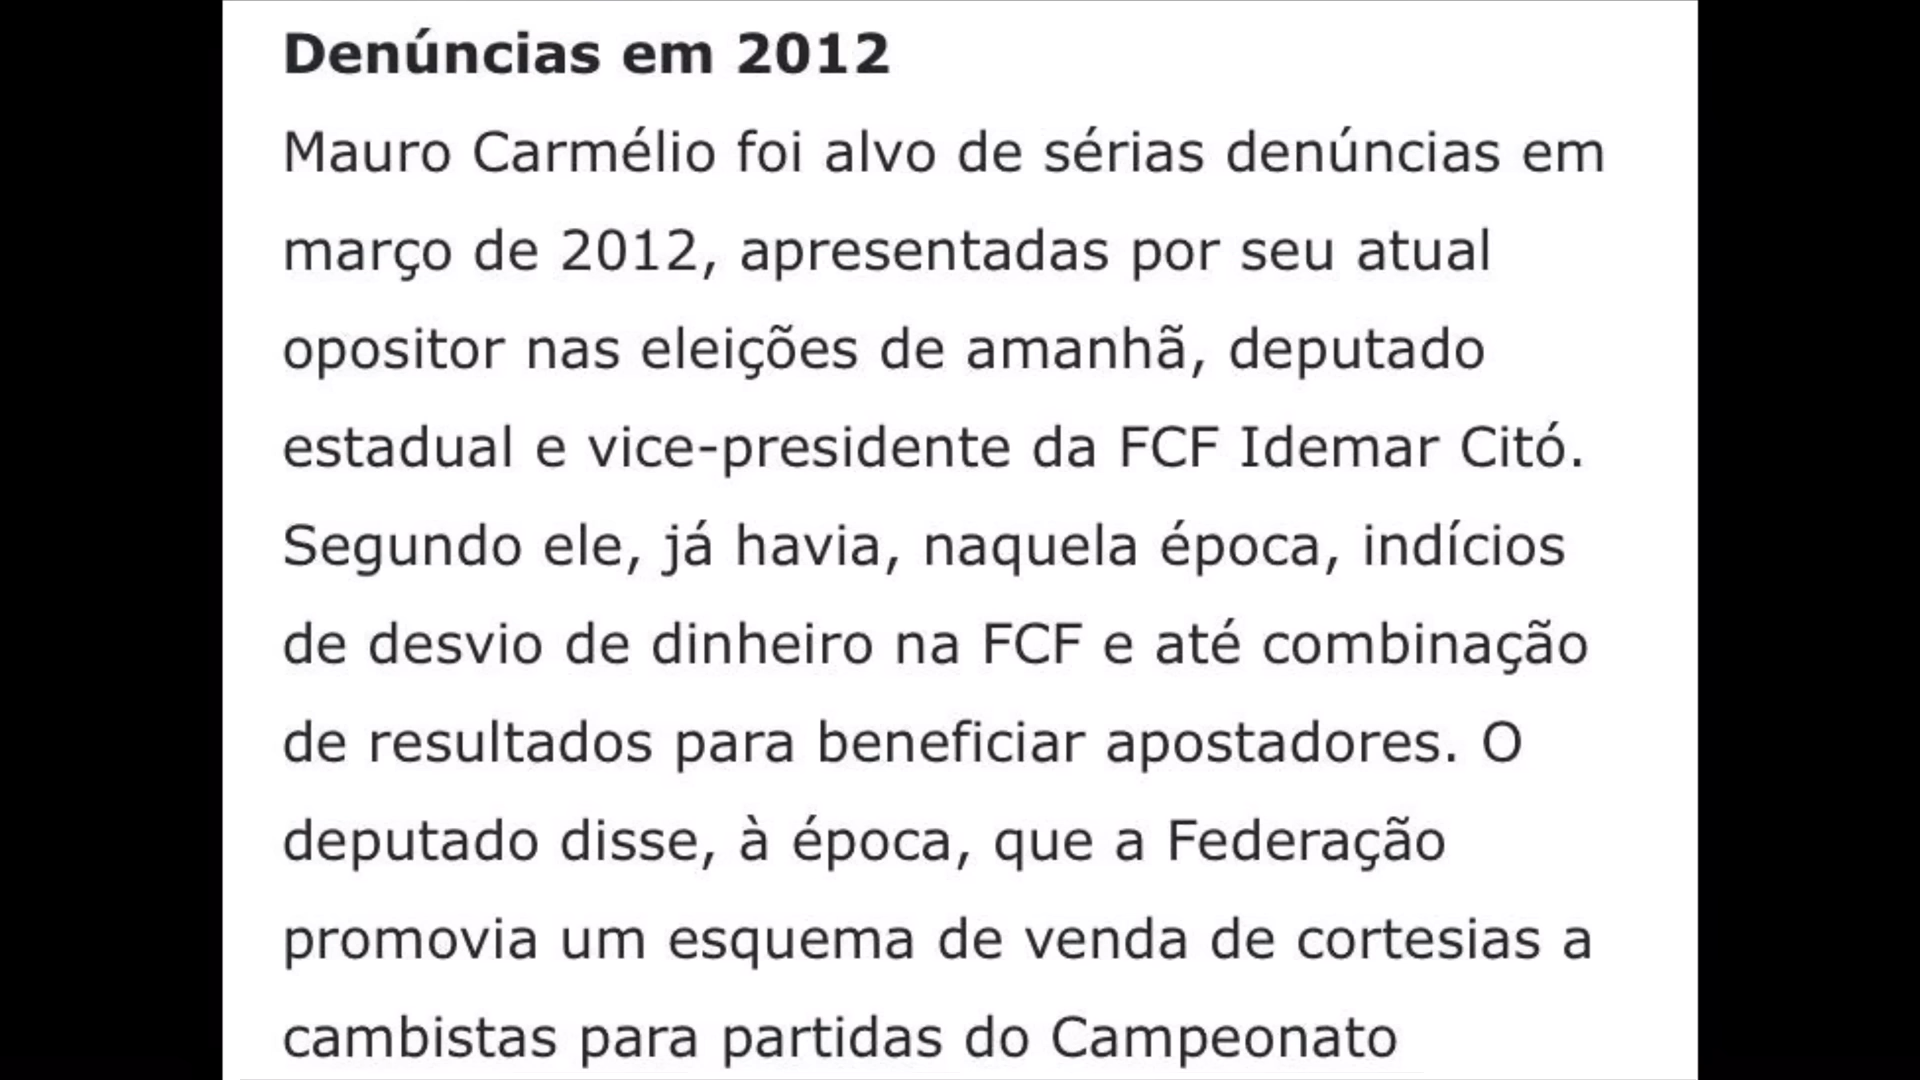 Denúncias em 2012
Mauro Carmélio foi alvo de sérias denúncias em
março de 2012, apresentadas por seu atual
opositor nas eleições de amanhã, deputado
estadual e vice-presidente da FCF Idemar Citó.
Segundo ele, já havia, naquela época, indícios
de desvio de dinheiro na FCF e até combinação
de resultados para beneficiar apostadores. O
deputado disse, à época, que a Federação
promovia um esquema de venda de cortesias a
cambistas para partidas do Campeonato